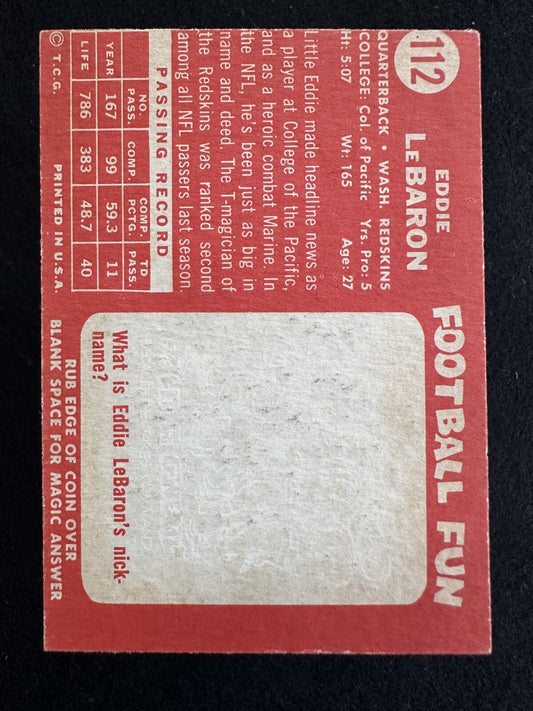 112
EDDIE
LeBARON
QUARTERBACK • WASH. REDSKINS
COLLEGE: Col. of Pacific Yrs. Pro: 5
Ht: 5:07 Wt: 165 Age: 27
Little Eddie made headline news as
a player at College of the Pacific,
and as a heroic combat Marine. In
the NFL, he's been just as big in
name and deed. The T-magician of
the Redskins was ranked second
among all NFL passers last season.
PASSING RECORD
NO. PASS. COMP. COMP. PCTG. TD PASS.
YEAR 167 99 59.3 11
LIFE 786 383 48.7 40
© T.C.G. PRINTED IN U.S.A.
FOOTBALL FUN
What is Eddie LeBaron's nick-
name?
RUB EDGE OF COIN OVER
BLANK SPACE FOR MAGIC ANSWER